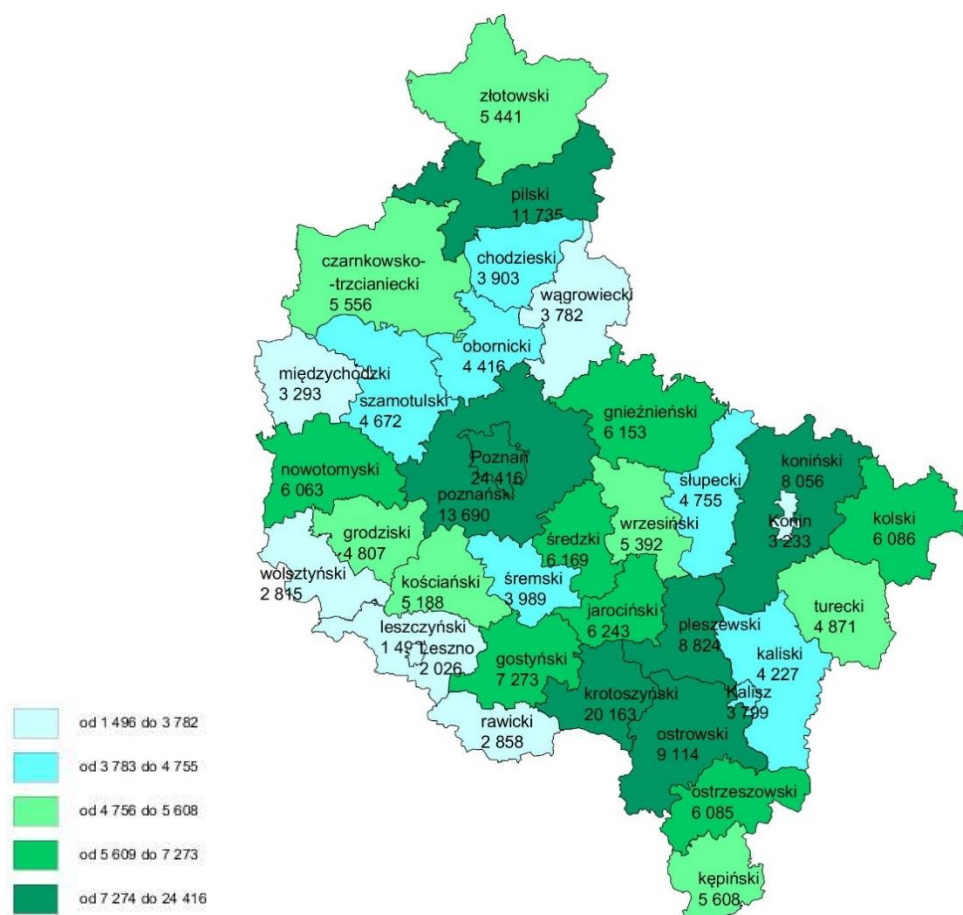 złotowski
5 441
pilski
11 735
czarnkowsko-
-trzcianiecki
5 556
chodzieski
3 903
wągrowiecki
3 782
obornicki
4 416
międzychodzki
3 293
szamotulski
4 672
gnieźnieński
6 153
Poznań
24 416
poznański
13 690
nowotomyski
6 063
słupecki
4 755
koniński
8 056
Konin
3 233
kolski
6 086
grodziski
4 807
wrzesiński
5 392
średzki
6 169
wolsztyński
2 815
kościański
5 188
śremski
3 989
turecki
4 871
jarociński
6 243
pleszewski
8 824
leszczyński
1 49
Leszno
2 026
kaliski
4 227
gostyński
7 273
krotoszyński
20 163
Kalisz
3 799
rawicki
2 858
ostrowski
9 114
ostrzeszowski
6 085
kępiński
5 608
od 1 496 do 3 782
od 3 783 do 4 755
od 4 756 do 5 608
od 5 609 do 7 273
od 7 274 do 24 416